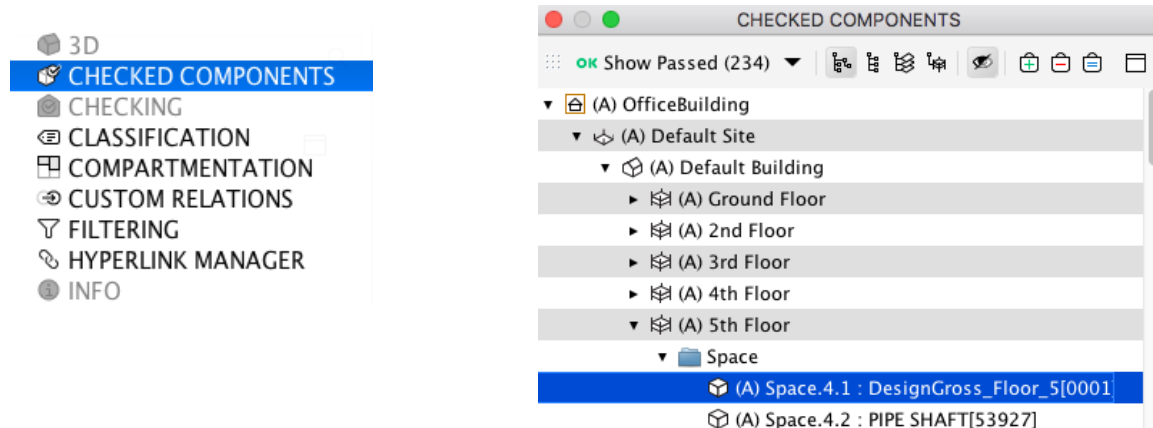 3D
CHECKED COMPONENTS
CHECKING
CLASSIFICATION
COMPARTMENTATION
CUSTOM RELATIONS
FILTERING
HYPERLINK MANAGER
INFO
CHECKED COMPONENTS
OK Show Passed (234)
(A) OfficeBuilding
(A) Default Site
(A) Default Building
(A) Ground Floor
(A) 2nd Floor
(A) 3rd Floor
(A) 4th Floor
(A) 5th Floor
Space
(A) Space.4.1 : DesignGross_Floor_5[0001]
(A) Space.4.2 : PIPE SHAFT[53927]